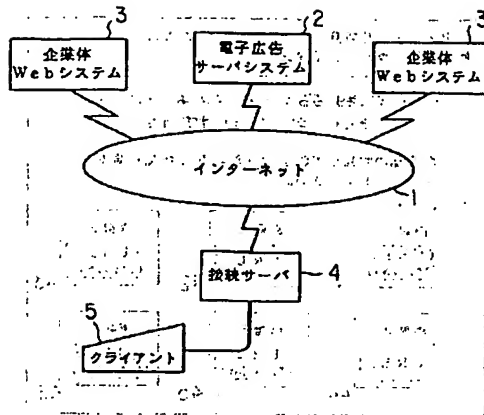 3
2
3
企業体
Webシステム
電子広告
サーバシステム
企業体
Webシステム
インターネット
1
接続サーバ
4
5
クライアント